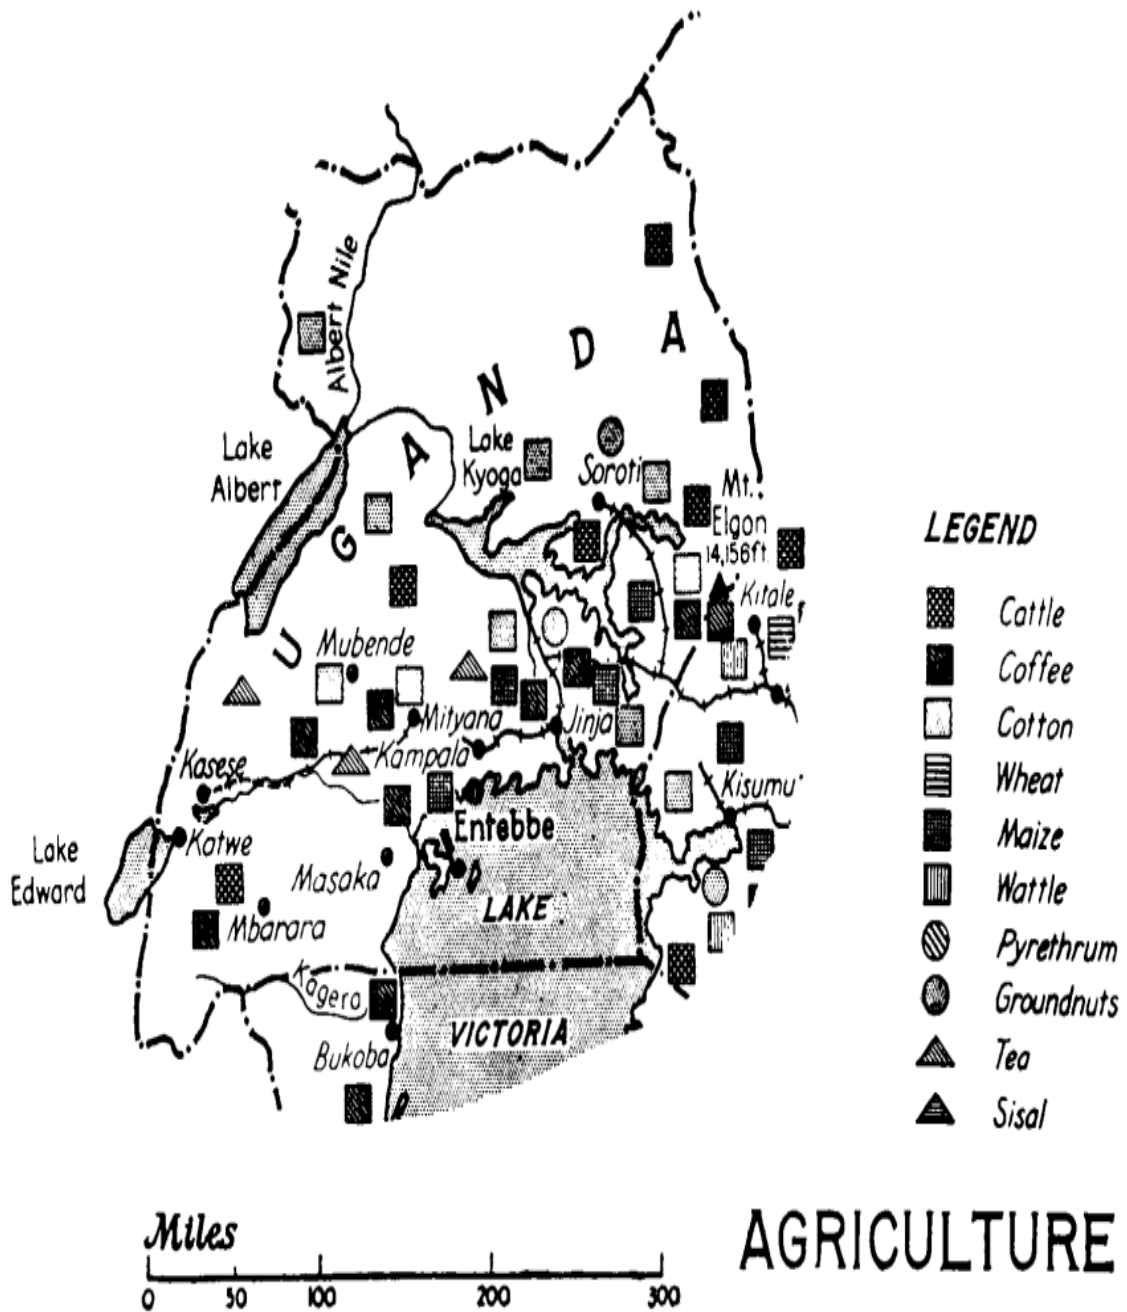 Albert Nile
U G A N D A
Lake
Albert
Lake
Kyoga
Soroti
Mt.
Elgon
14,156ft.
Kitale
Mubende
Mityana
Jinja
Kampala
Kasese
Kisumu
Entebbe
Katwe
Lake
Edward
Masaka
LAKE
Mbarara
Kagera
VICTORIA
Bukoba
LEGEND
Cattle
Coffee
Cotton
Wheat
Maize
Wattle
Pyrethrum
Groundnuts
Tea
Sisal
Miles
0 50 100 200 300
AGRICULTURE